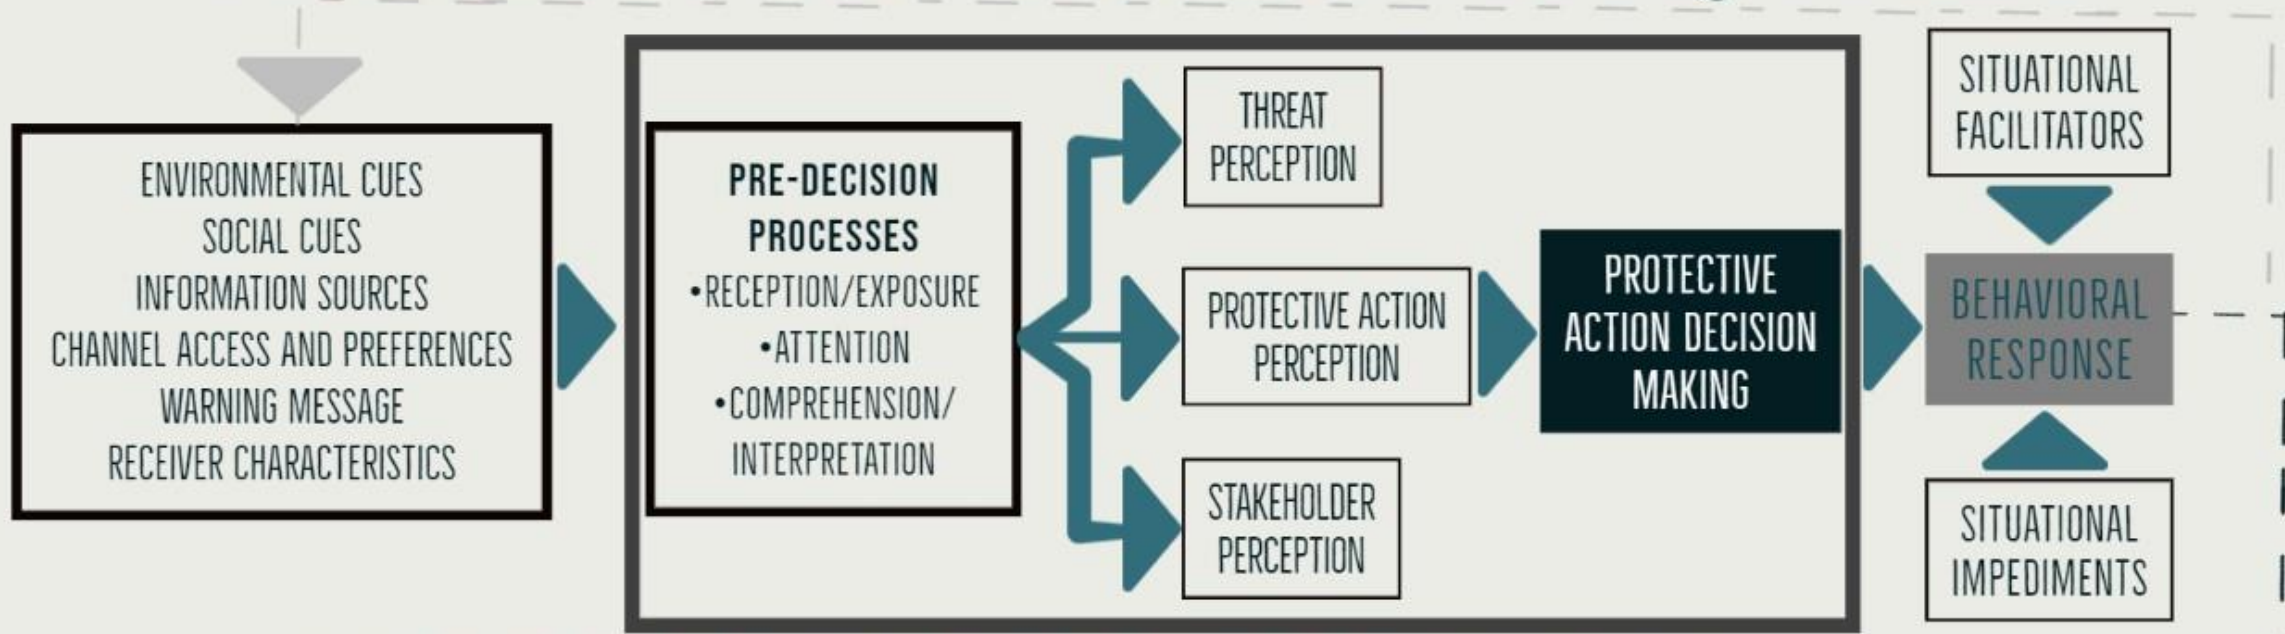 ENVIRONMENTAL CUES
SOCIAL CUES
INFORMATION SOURCES
CHANNEL ACCESS AND PREFERENCES
WARNING MESSAGE
RECEIVER CHARACTERISTICS
PRE-DECISION
PROCESSES
•RECEPTION/EXPOSURE
•ATTENTION
•COMPREHENSION/
INTERPRETATION
THREAT
PERCEPTION
PROTECTIVE ACTION
PERCEPTION
STAKEHOLDER
PERCEPTION
PROTECTIVE
ACTION DECISION
MAKING
SITUATIONAL
FACILITATORS
BEHAVIORAL
RESPONSE
SITUATIONAL
IMPEDIMENTS